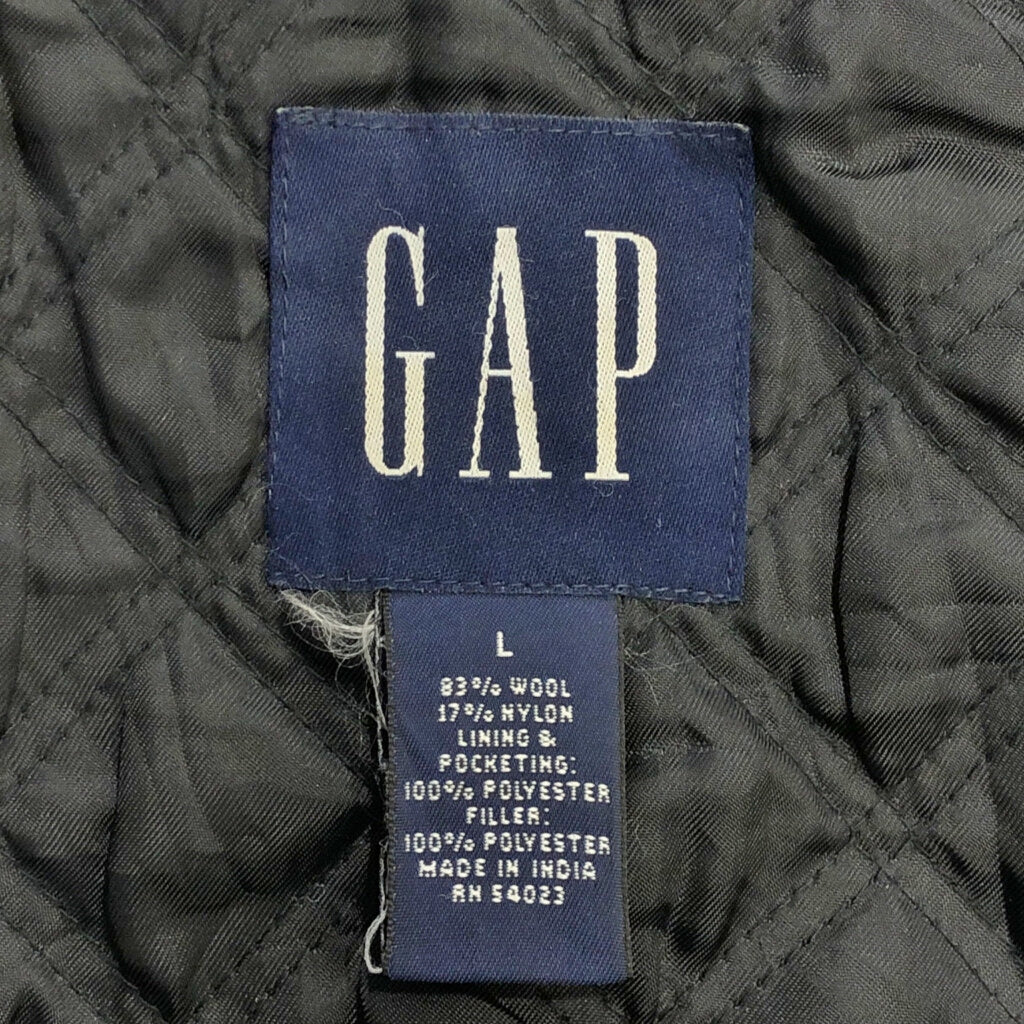 GAP
L
83% WOOL
17% NYLON
LINING &
POCKETING:
100% POLYESTER
FILLER:
100% POLYESTER
MADE IN INDIA
RN 54023